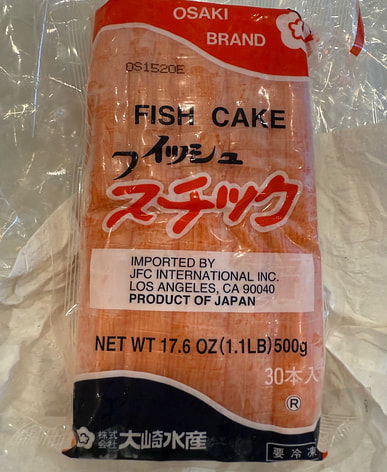 OSAKI
BRAND
OS1520E
FISH CAKE
フィッシュ
スチック
IMPORTED BY
JFC INTERNATIONAL INC.
LOS ANGELES, CA 90040
PRODUCT OF JAPAN
NET WT 17.6 OZ (1.1LB) 500g
30本入
®
株式会社 大崎水産
要冷凍